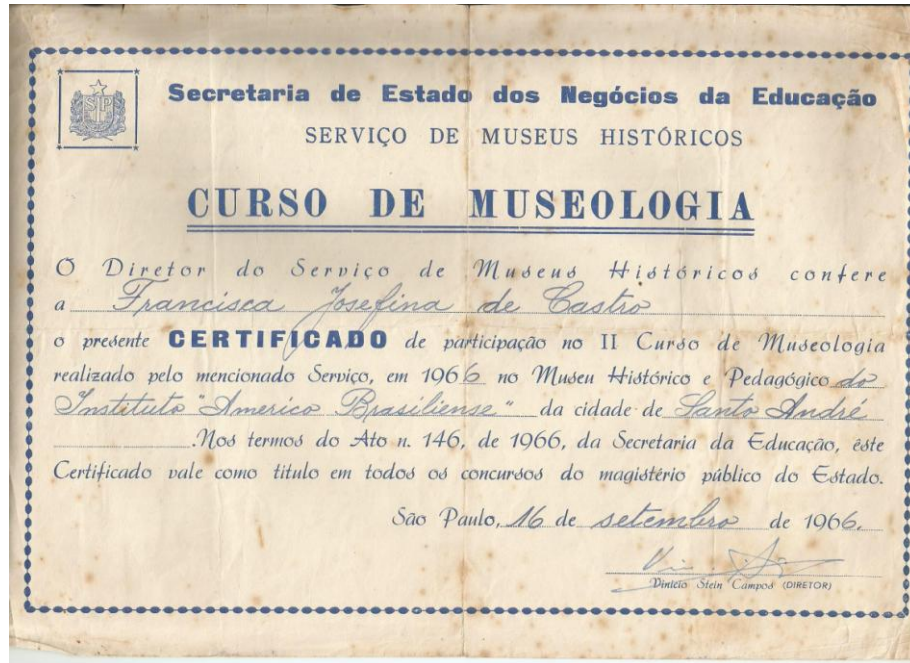 SP
Secretaria de Estado dos Negócios da Educação
SERVIÇO DE MUSEUS HISTÓRICOS
CURSO DE MUSEOLOGIA
O Diretor do Serviço de Museus Históricos confere
a Francisca Josefina de Castro
o presente CERTIFICADO de participação no II Curso de Museologia
realizado pelo mencionado Serviço, em 1966 no Museu Histórico e Pedagógico do
Instituto "Americo Brasiliense" da cidade de Santo André
.Nos termos do Ato n. 146, de 1966, da Secretaria da Educação, êste
Certificado vale como titulo em todos os concursos do magistério público do Estado.
São Paulo, 16 de setembro de 1966.
Vinício Stein Campos (DIRETOR)